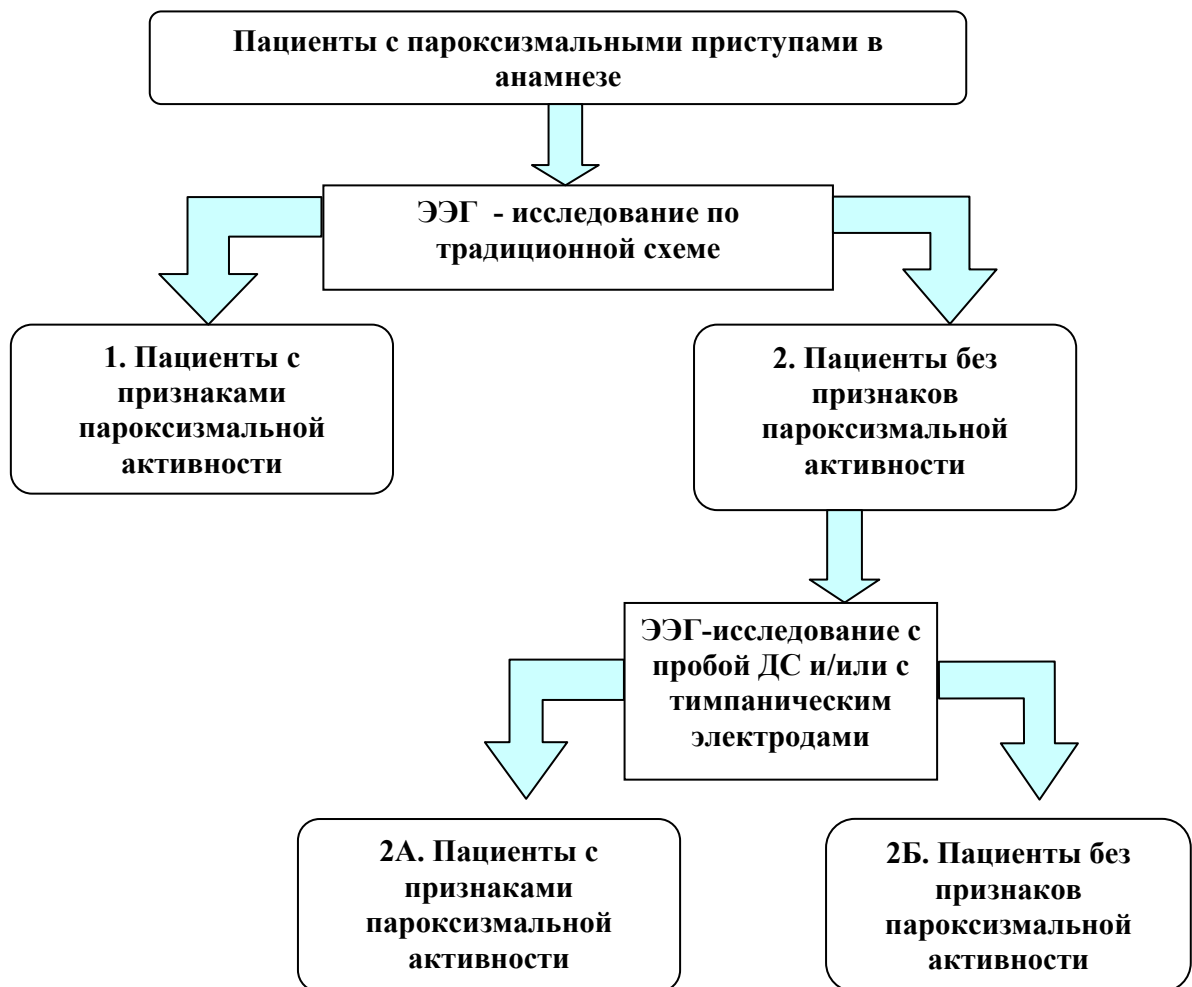 Пациенты с пароксизмальными приступами в
анамнезе
ЭЭГ - исследование по
традиционной схеме
1. Пациенты с
признаками
пароксизмальной
активности
2. Пациенты без
признаков
пароксизмальной
активности
ЭЭГ-исследование с
пробой ДС и/или с
тимпаническим
электродами
2А. Пациенты с
признаками
пароксизмальной
активности
2Б. Пациенты без
признаков
пароксизмальной
активности